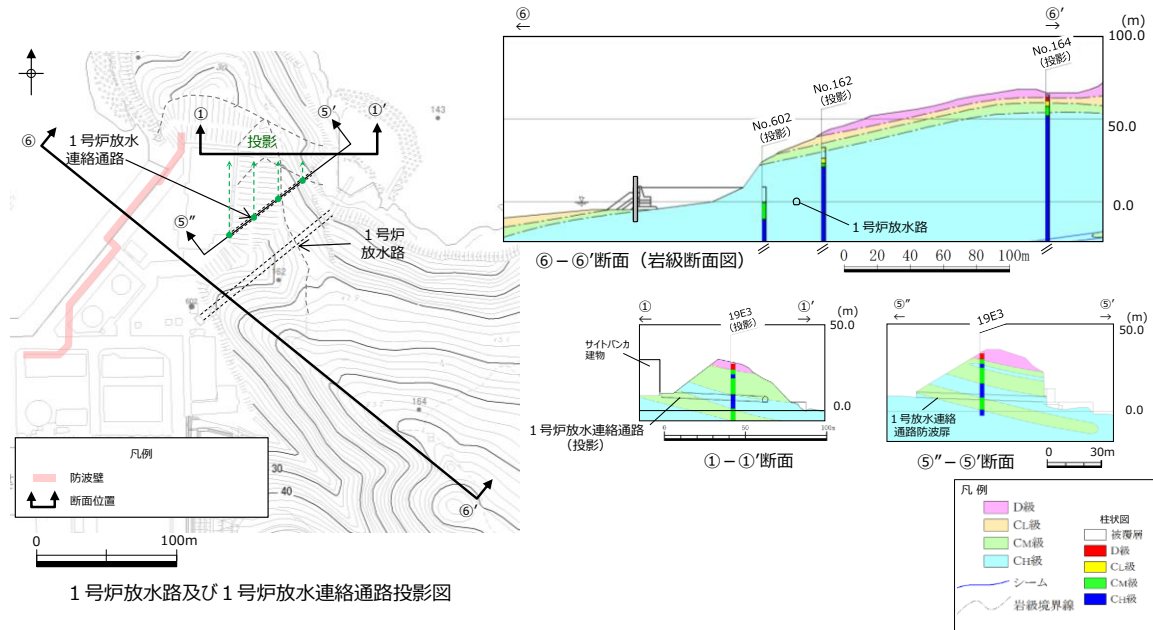 ⑥
①
①'
⑤'
投影
１号炉放水
連絡通路
⑤"
１号炉
放水路
⑥'
30
143
162
602
164
30
40
凡例
防波壁
断面位置
0
100m
１号炉放水路及び１号炉放水連絡通路投影図
⑥
⑥'
(m)
100.0
50.0
0.0
No.602
(投影)
No.162
(投影)
No.164
(投影)
１号炉放水路
⑥－⑥'断面（岩級断面図）
0 20 40 60 80 100m
①
①'
(m)
50.0
0.0
19E3
(投影)
サイトバンカ
建物
１号炉放水連絡通路
（投影）
0 50 100m
①－①'断面
⑤"
⑤'
(m)
50.0
0.0
19E3
１号放水連絡
通路防波扉
⑤"－⑤'断面
0 30m
凡 例
D級
CL級
CM級
CH級
シーム
岩級境界線
柱状図
被覆層
D級
CL級
CM級
CH級